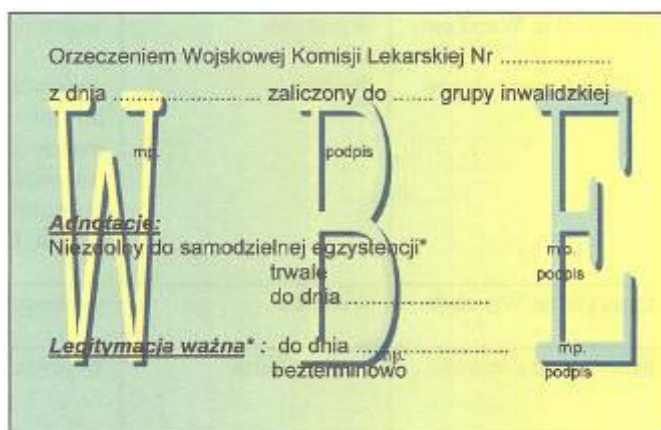 Orzeczeniem Wojskowej Komisji Lekarskiej Nr ....................
z dnia .......................... zaliczony do ....... grupy inwalidzkiej
mp. podpis
W B E
Adnotacje:
Niezdolny do samodzielnej egzystencji* mp.
trwale podpis
do dnia ........................
Legitymacja ważna* : do dnia .......................... mp. mp.
bezterminowo podpis